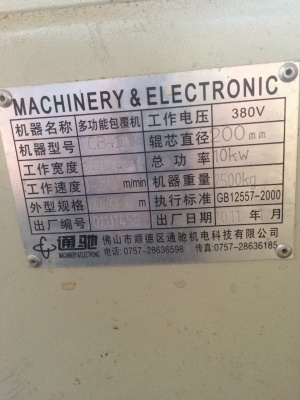 MACHINERY & ELECTRONIC
机器名称 多功能包覆机 工作电压 380V
机器型号 辊芯直径 200mm
工作宽度 总功率 10kw
工作速度 m/min 机器重量 2500kg
外型规格 m 执行标准 GB12557-2000
出厂编号 出厂日期 年 月
通驰 佛山市顺德区通驰机电科技有限公司
MACHINERY&ELECTRONIC 电话:0757-28636598 传真:0757-28636185